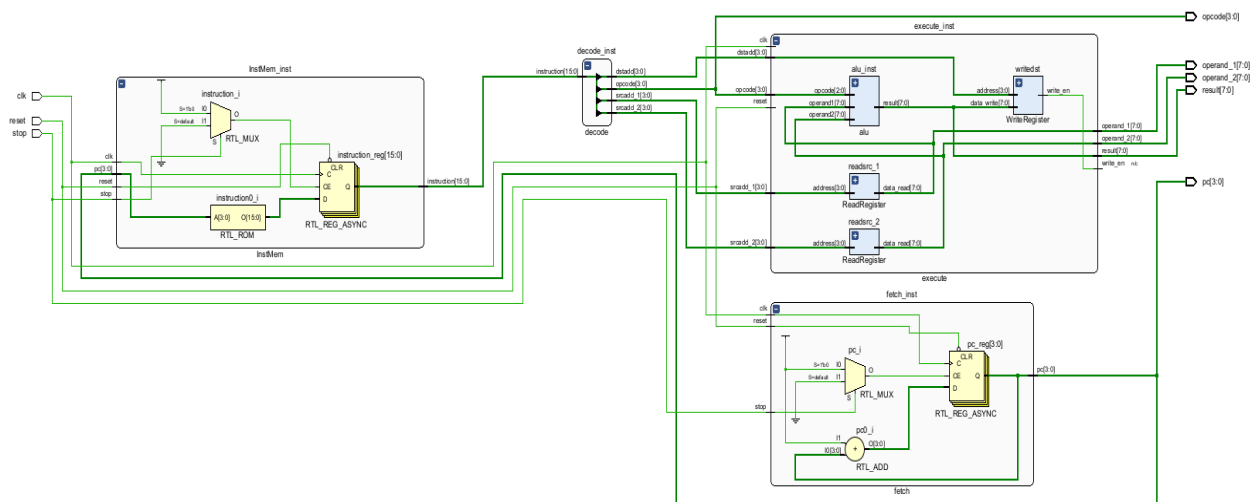 clk
reset
stop
InstMem_inst
instruction_i
S=1'b0
I0
S=default
I1
O
S
RTL_MUX
clk
pc[3:0]
reset
stop
instruction0_i
A[3:0]
O[15:0]
RTL_ROM
instruction_reg[15:0]
CLR
C
CE
Q
D
RTL_REG_ASYNC
instruction[15:0]
InstMem
decode_inst
instruction[15:0]
dstadd[3:0]
opcode[3:0]
srcadd_1[3:0]
srcadd_2[3:0]
decode
execute_inst
clk
dstadd[3:0]
opcode[3:0]
reset
srcadd_1[3:0]
srcadd_2[3:0]
alu_inst
opcode[2:0]
operand1[7:0]
operand2[7:0]
result[7:0]
alu
writedst
address[3:0]
data_write[7:0]
write_en
WriteRegister
readsrc_1
address[3:0]
data_read[7:0]
ReadRegister
readsrc_2
address[3:0]
data_read[7:0]
ReadRegister
operand_1[7:0]
operand_2[7:0]
result[7:0]
write_en
n/c
execute
fetch_inst
clk
reset
stop
pc_i
S=1'b0
I0
S=default
I1
O
S
RTL_MUX
pc0_i
I1
I0[3:0]
+
O[3:0]
RTL_ADD
pc_reg[3:0]
CLR
C
CE
Q
D
RTL_REG_ASYNC
pc[3:0]
fetch
opcode[3:0]
operand_1[7:0]
operand_2[7:0]
result[7:0]
pc[3:0]